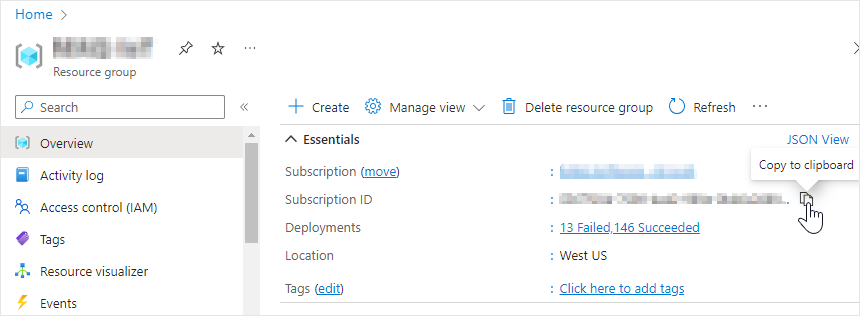 Home
Resource group
Search
Overview
Activity log
Access control (IAM)
Tags
Resource visualizer
Events
Create Manage view Delete resource group Refresh
Essentials JSON View
Copy to clipboard
Subscription (move) :
Subscription ID :
Deployments : 13 Failed,146 Succeeded
Location : West US
Tags (edit) : Click here to add tags